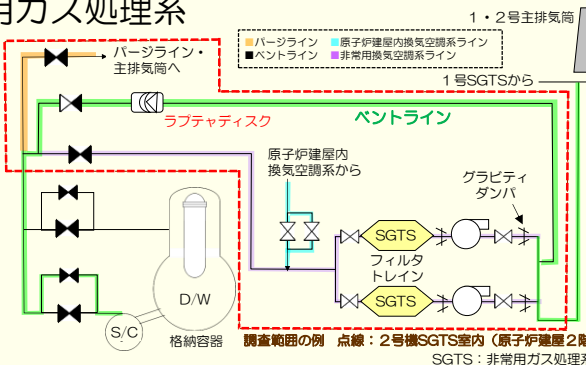 用ガス処理系
1・2号主排気筒
パージライン・
主排気筒へ
パージライン 原子炉建屋内換気空調系ライン
ベントライン 非常用換気空調系ライン
1号SGTSから
ラプチャディスク
ベントライン
原子炉建屋内
換気空調系から
グラビティ
ダンパ
SGTS
フィルタ
トレイン
SGTS
D/W
S/C
格納容器
調査範囲の例 点線：2号機SGTS室内（原子炉建屋2階
SGTS：非常用ガス処理系